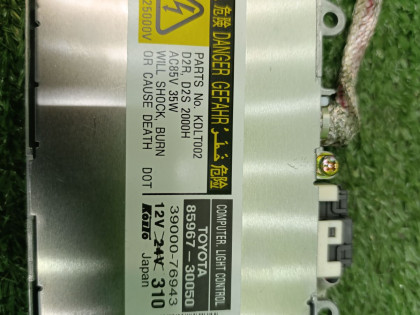 危険 DANGER GEFAHR خطر 危險
25000V
PARTS No. KDLT002
D2R, D2S 2000H
AC85V 35W
WILL SHOCK, BURN
OR CAUSE DEATH DOT
COMPUTER, LIGHT CONTROL
TOYOTA
85967-30050
39000-76943
12V 24V 310
Koito Japan